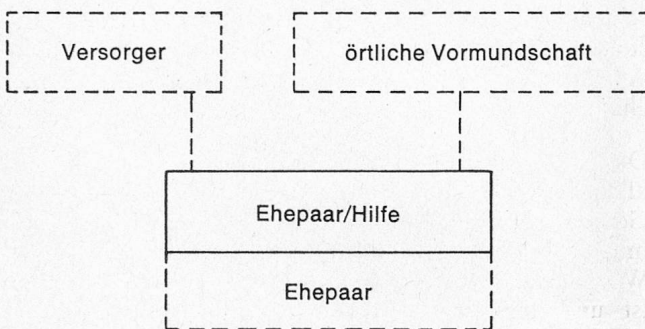 Versorger
örtliche Vormundschaft
Ehepaar/Hilfe
Ehepaar